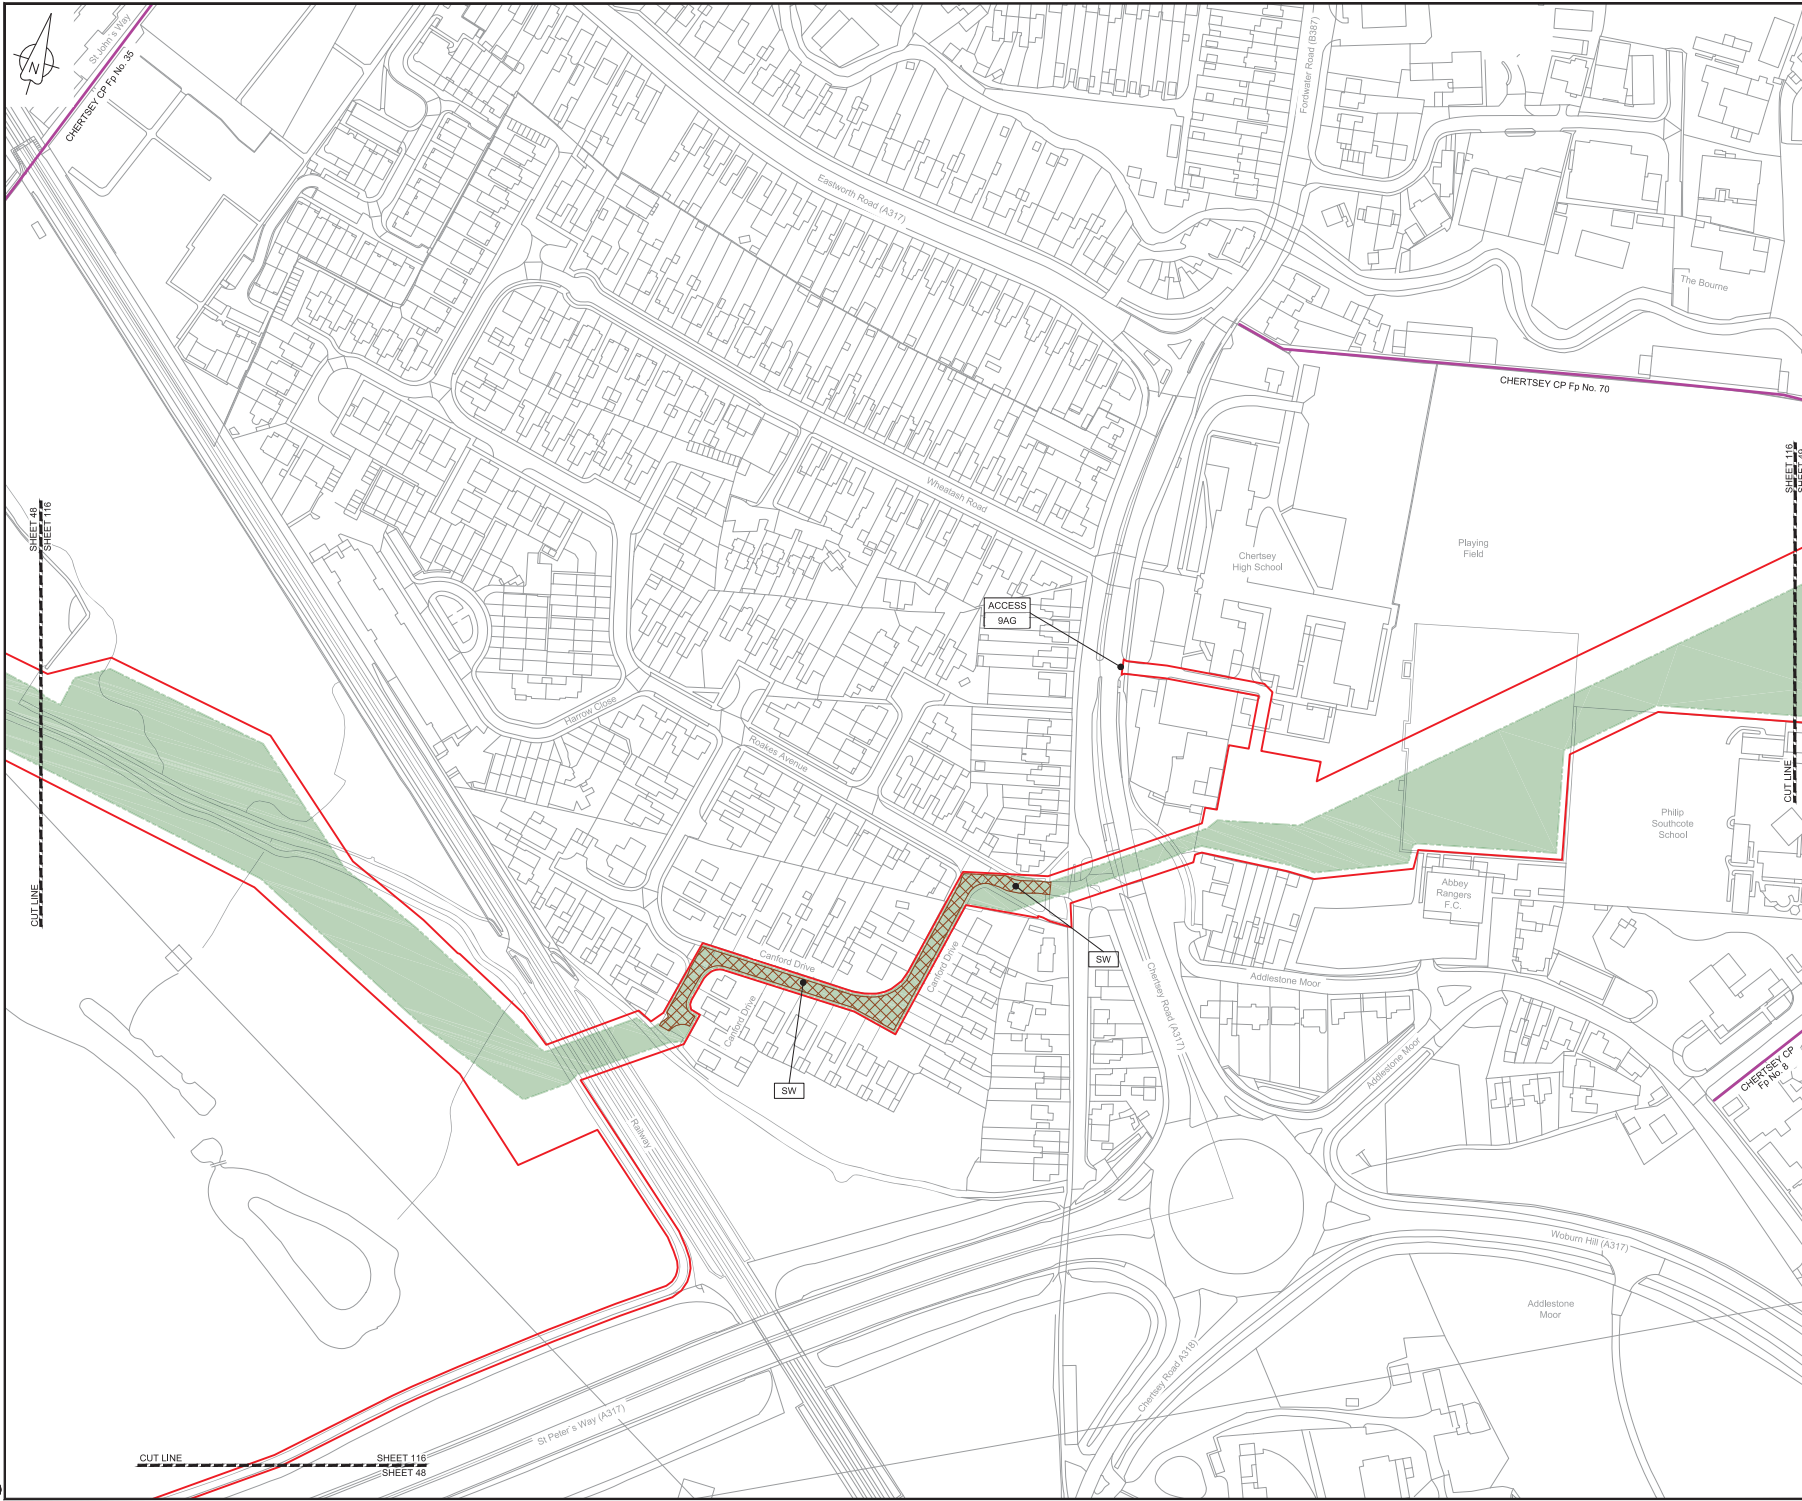 St John's Way
CHERTSEY CP Fp No. 35
N
Fordwater Road (B387)
Eastworth Road (A317)
The Bourne
CHERTSEY CP Fp No. 70
SHEET 48
SHEET 116
CUT LINE
SHEET 116
CUT LINE
Wheatash Road
Chertsey
High School
Playing
Field
ACCESS
9AG
Harrow Close
Roakes Avenue
Philip
Southcote
School
Abbey
Rangers
F.C.
Canford Drive
Canford Drive
Canford Drive
SW
SW
Addlestone Moor
Chertsey Road (A317)
Addlestone Moor
CHERTSEY CP
Fp No. 8
Railway
Woburn Hill (A317)
Addlestone
Moor
Chertsey Road A318)
St Peter's Way (A317)
CUT LINE
SHEET 116
SHEET 48